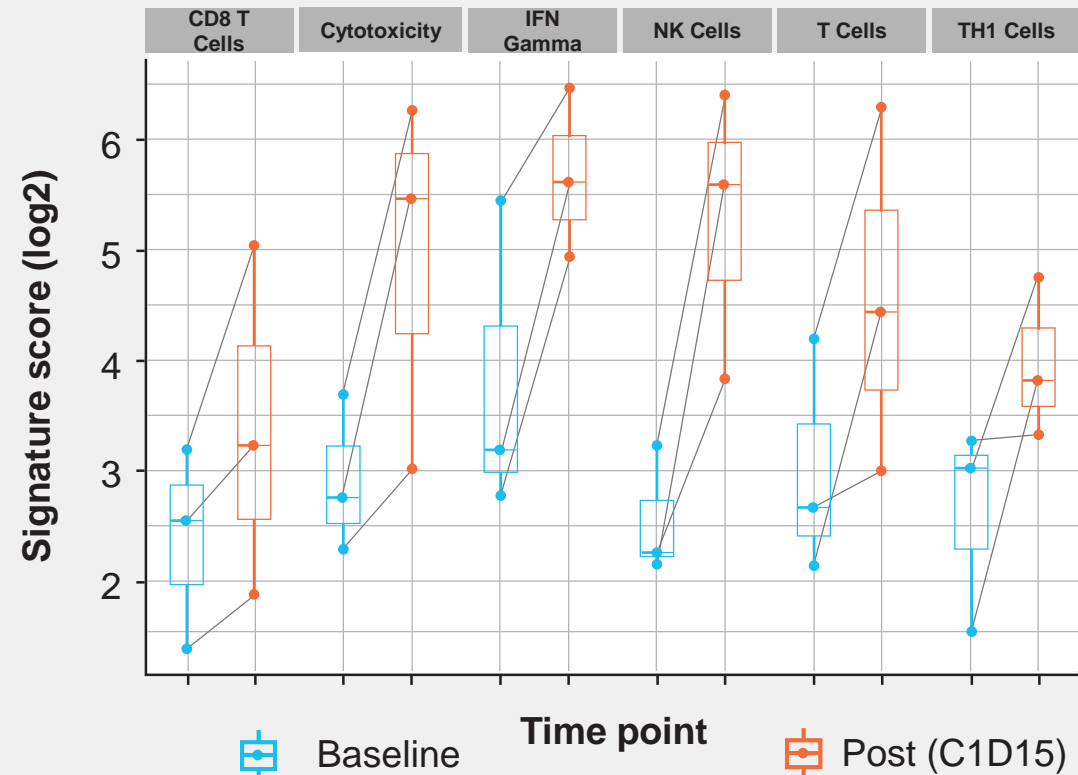 CD8 T
Cells
Cytotoxicity
IFN
Gamma
NK Cells
T Cells
TH1 Cells
Signature score (log2)
6
5
4
3
2
Time point
Baseline
Post (C1D15)